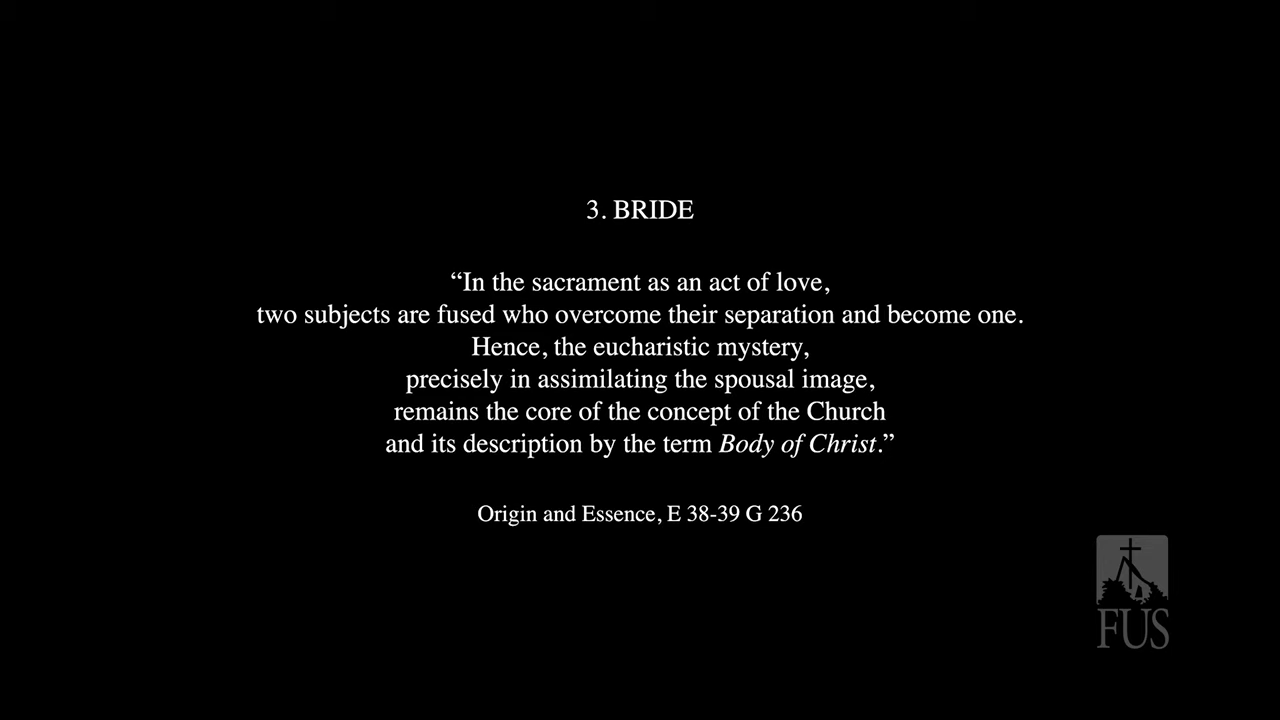 3. BRIDE
“In the sacrament as an act of love,
two subjects are fused who overcome their separation and become one.
Hence, the eucharistic mystery,
precisely in assimilating the spousal image,
remains the core of the concept of the Church
and its description by the term Body of Christ.”
Origin and Essence, E 38-39 G 236
FUS